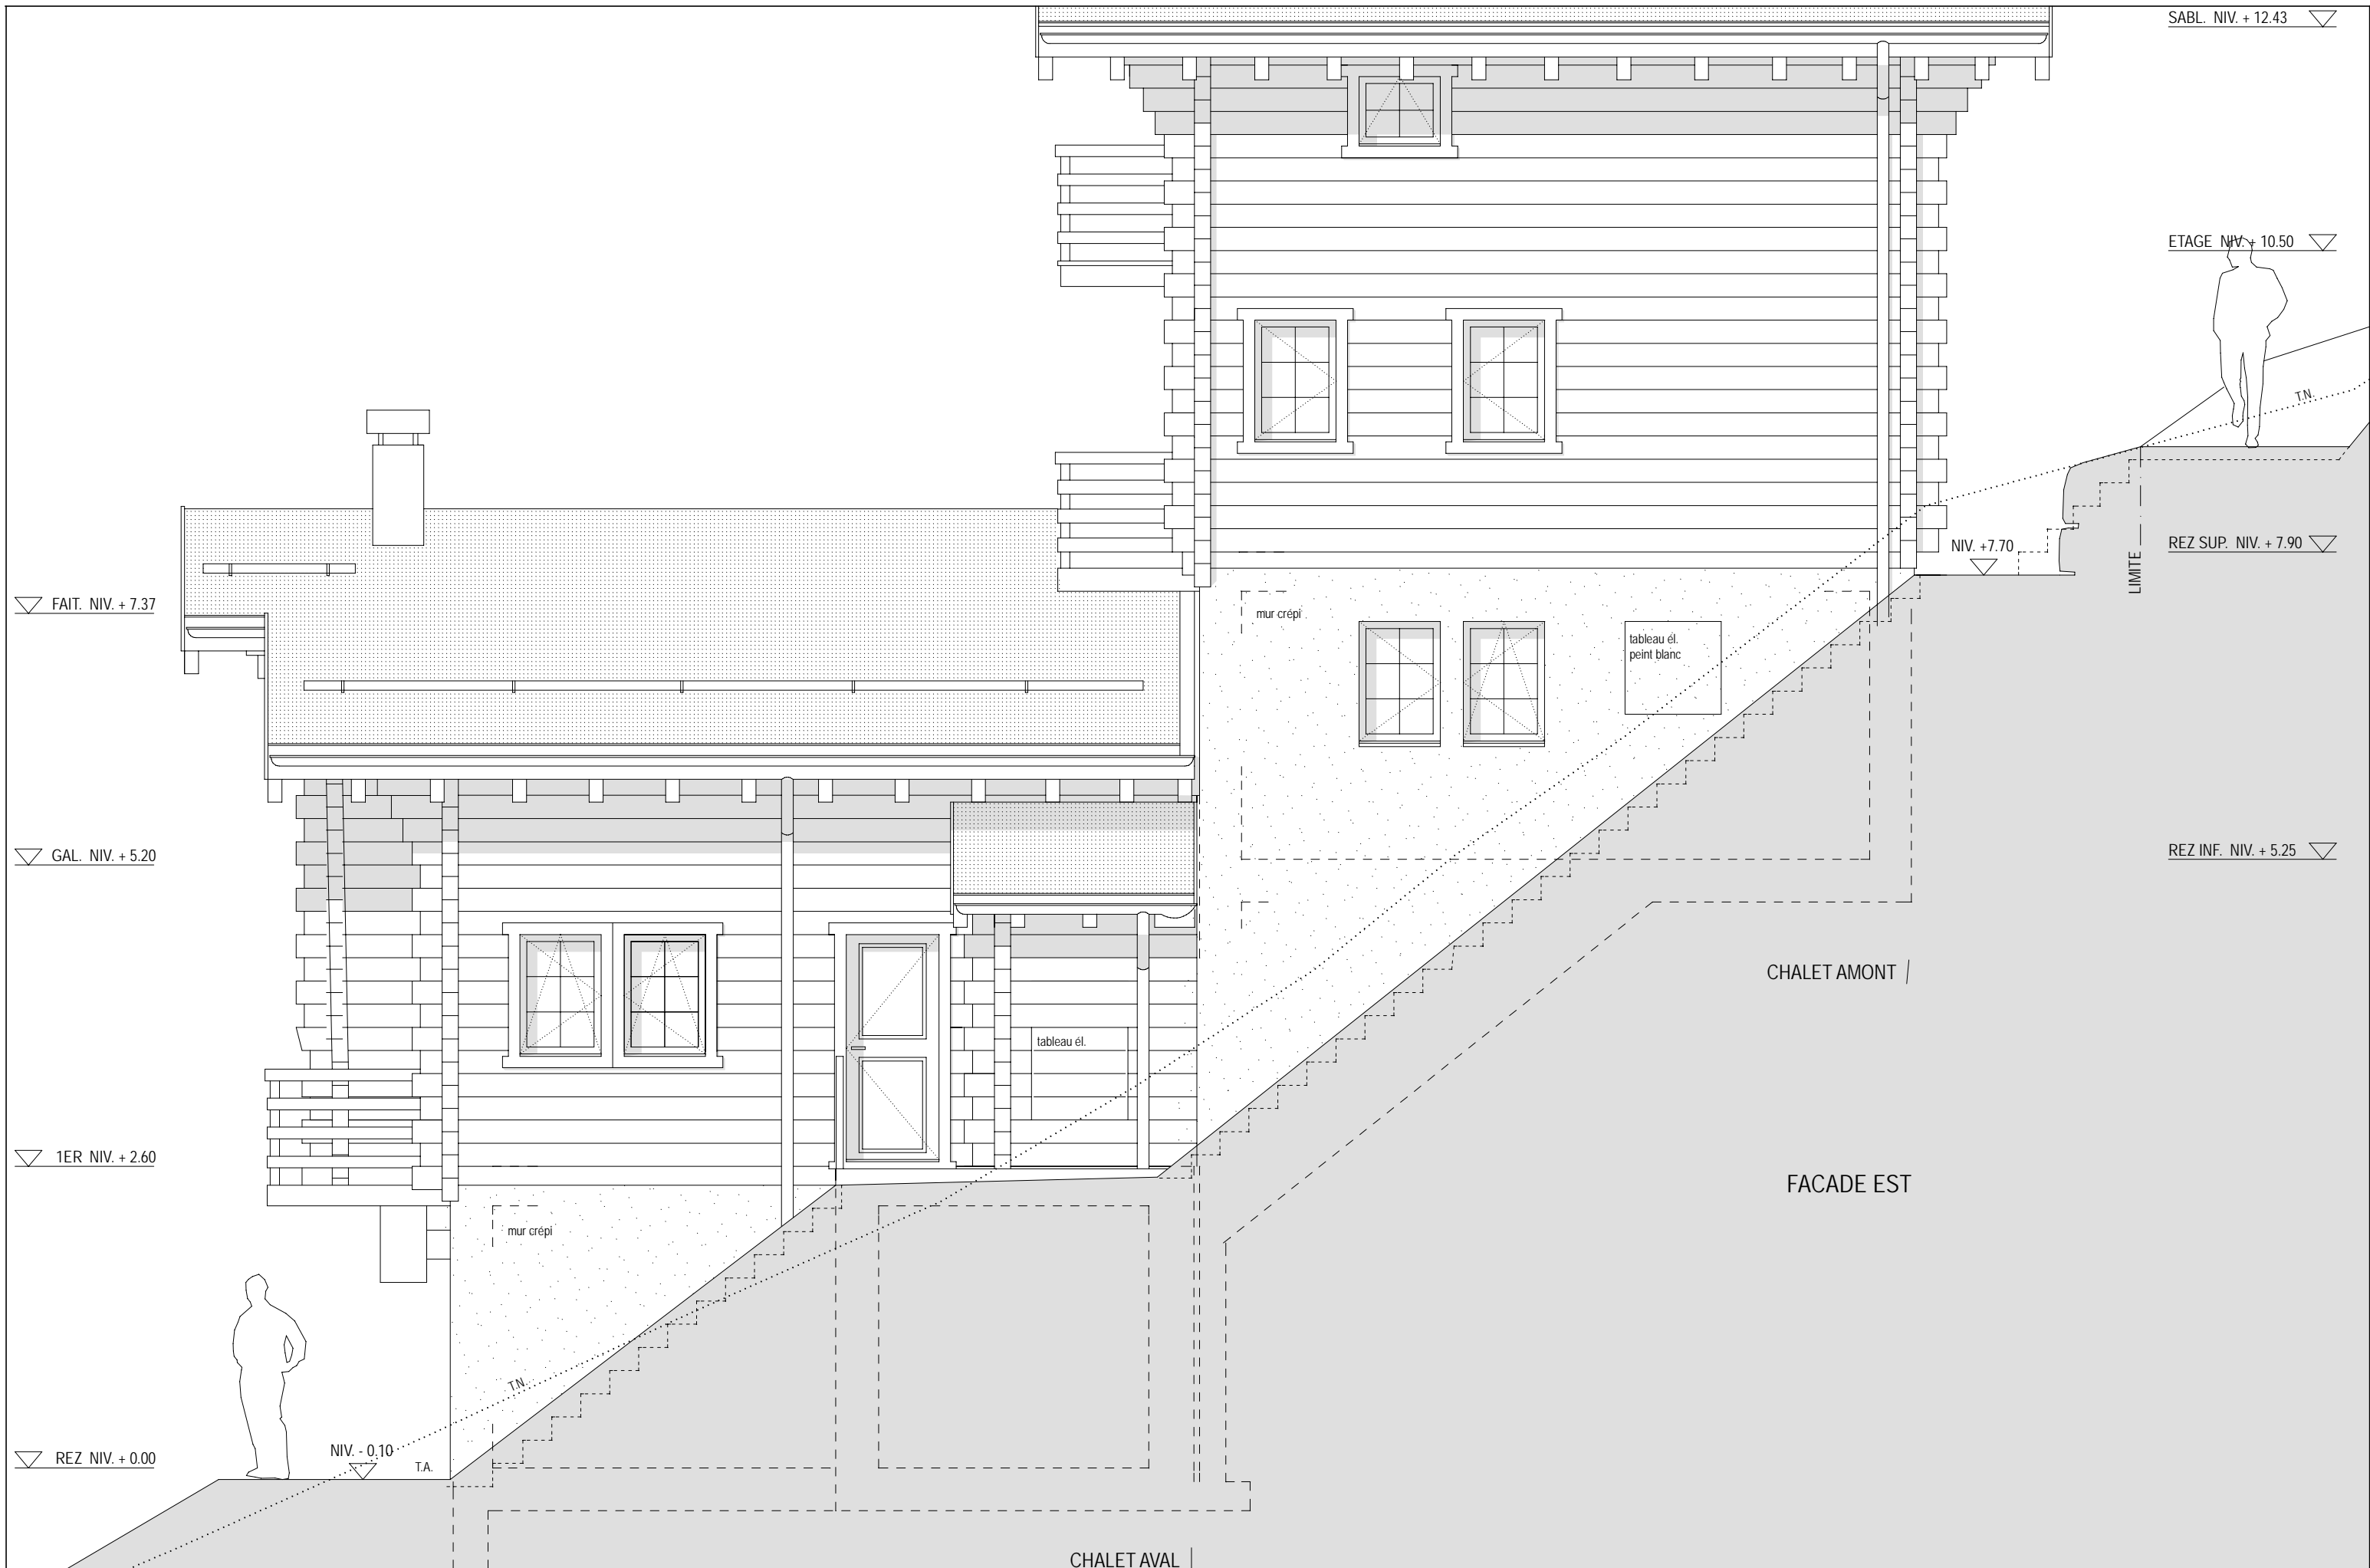 SABL. NIV. + 12.43
ETAGE NIV. + 10.50
T.N.
NIV. +7.70
REZ SUP. NIV. + 7.90
LIMITE
FAIT. NIV. + 7.37
mur crépi
tableau él.
peint blanc
GAL. NIV. + 5.20
REZ INF. NIV. + 5.25
CHALET AMONT
tableau él.
1ER NIV. + 2.60
FACADE EST
mur crépi
T.N.
NIV. - 0.10
T.A.
REZ NIV. + 0.00
CHALET AVAL